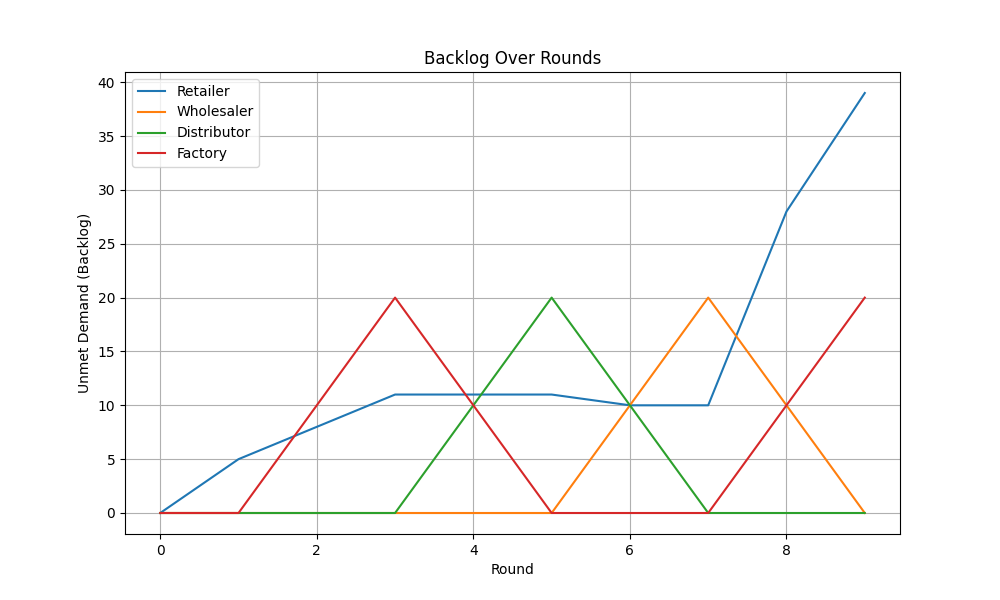 Backlog Over Rounds
Retailer
Wholesaler
Distributor
Factory
Unmet Demand (Backlog)
40
35
30
25
20
15
10
5
0
0 2 4 6 8
Round